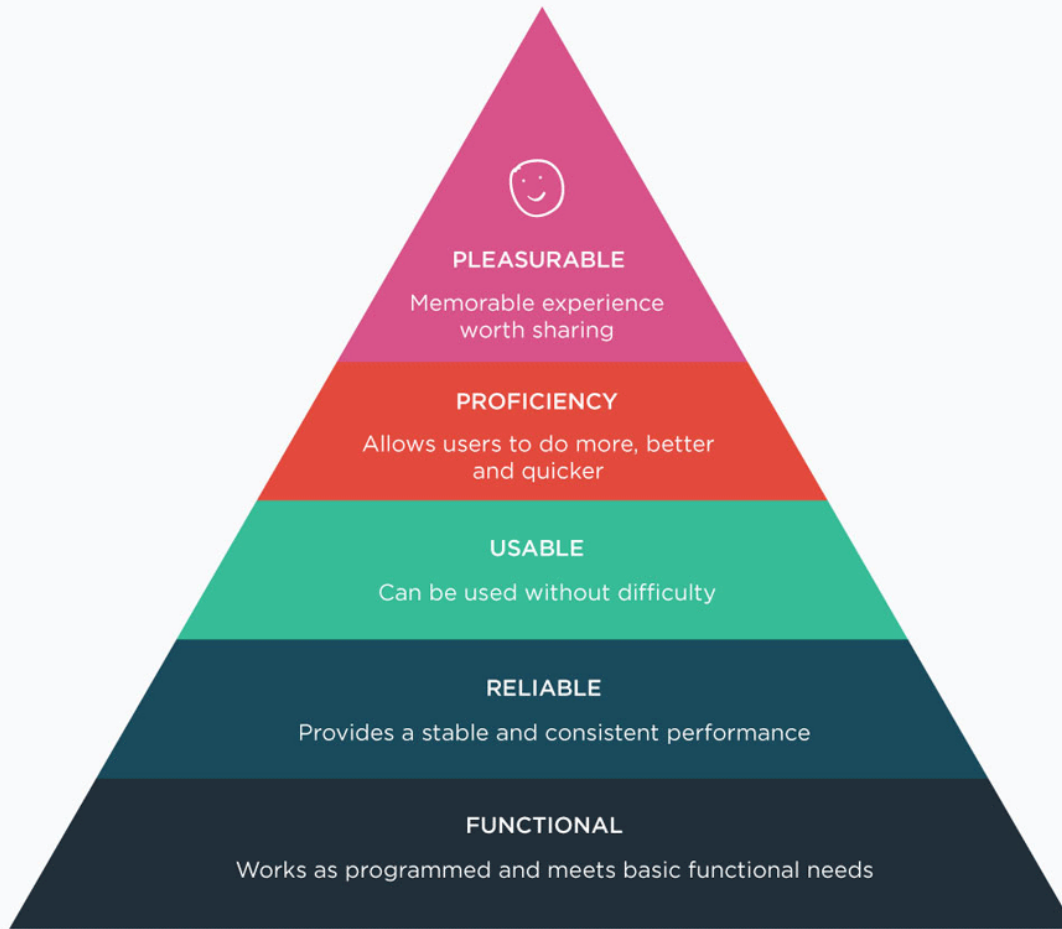 PLEASURABLE
Memorable experience
worth sharing
PROFICIENCY
Allows users to do more, better
and quicker
USABLE
Can be used without difficulty
RELIABLE
Provides a stable and consistent performance
FUNCTIONAL
Works as programmed and meets basic functional needs